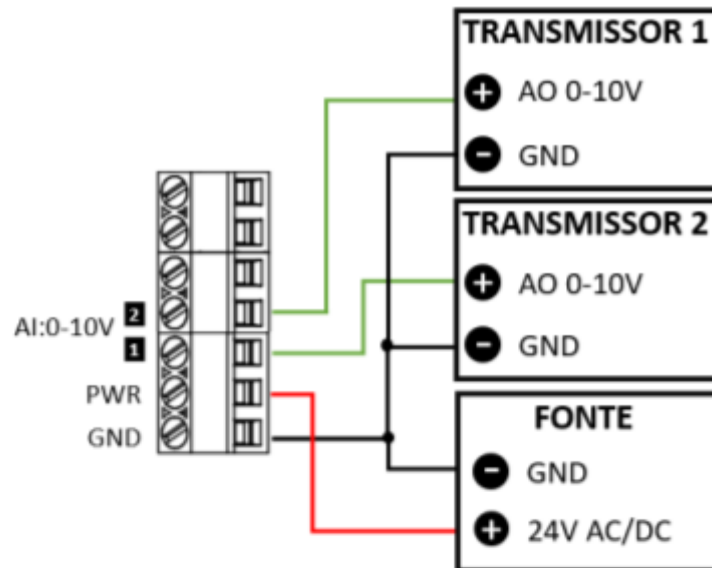 TRANSMISSOR 1
+ AO 0-10V
- GND
TRANSMISSOR 2
+ AO 0-10V
- GND
FONTE
- GND
+ 24V AC/DC
AI:0-10V
2
1
PWR
GND